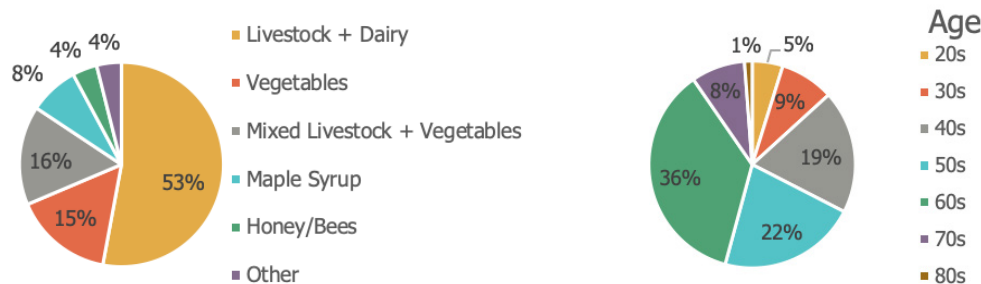 53%
15%
16%
8%
4%
4%
Livestock + Dairy
Vegetables
Mixed Livestock + Vegetables
Maple Syrup
Honey/Bees
Other
5%
9%
19%
22%
36%
8%
1%
Age
20s
30s
40s
50s
60s
70s
80s